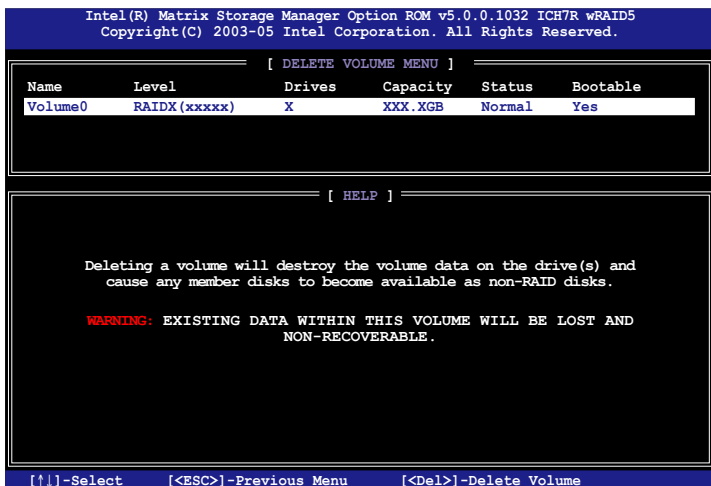 Intel(R) Matrix Storage Manager Option ROM v5.0.0.1032 ICH7R wRAID5
Copyright(C) 2003-05 Intel Corporation. All Rights Reserved.
[ DELETE VOLUME MENU ]
Name Level Drives Capacity Status Bootable
Volume0 RAIDX(xxxxx) X XXX.XGB Normal Yes
[ HELP ]
Deleting a volume will destroy the volume data on the drive(s) and
cause any member disks to become available as non-RAID disks.
WARNING: EXISTING DATA WITHIN THIS VOLUME WILL BE LOST AND
NON-RECOVERABLE.
[↑↓]-Select [<ESC>]-Previous Menu [<Del>]-Delete Volume